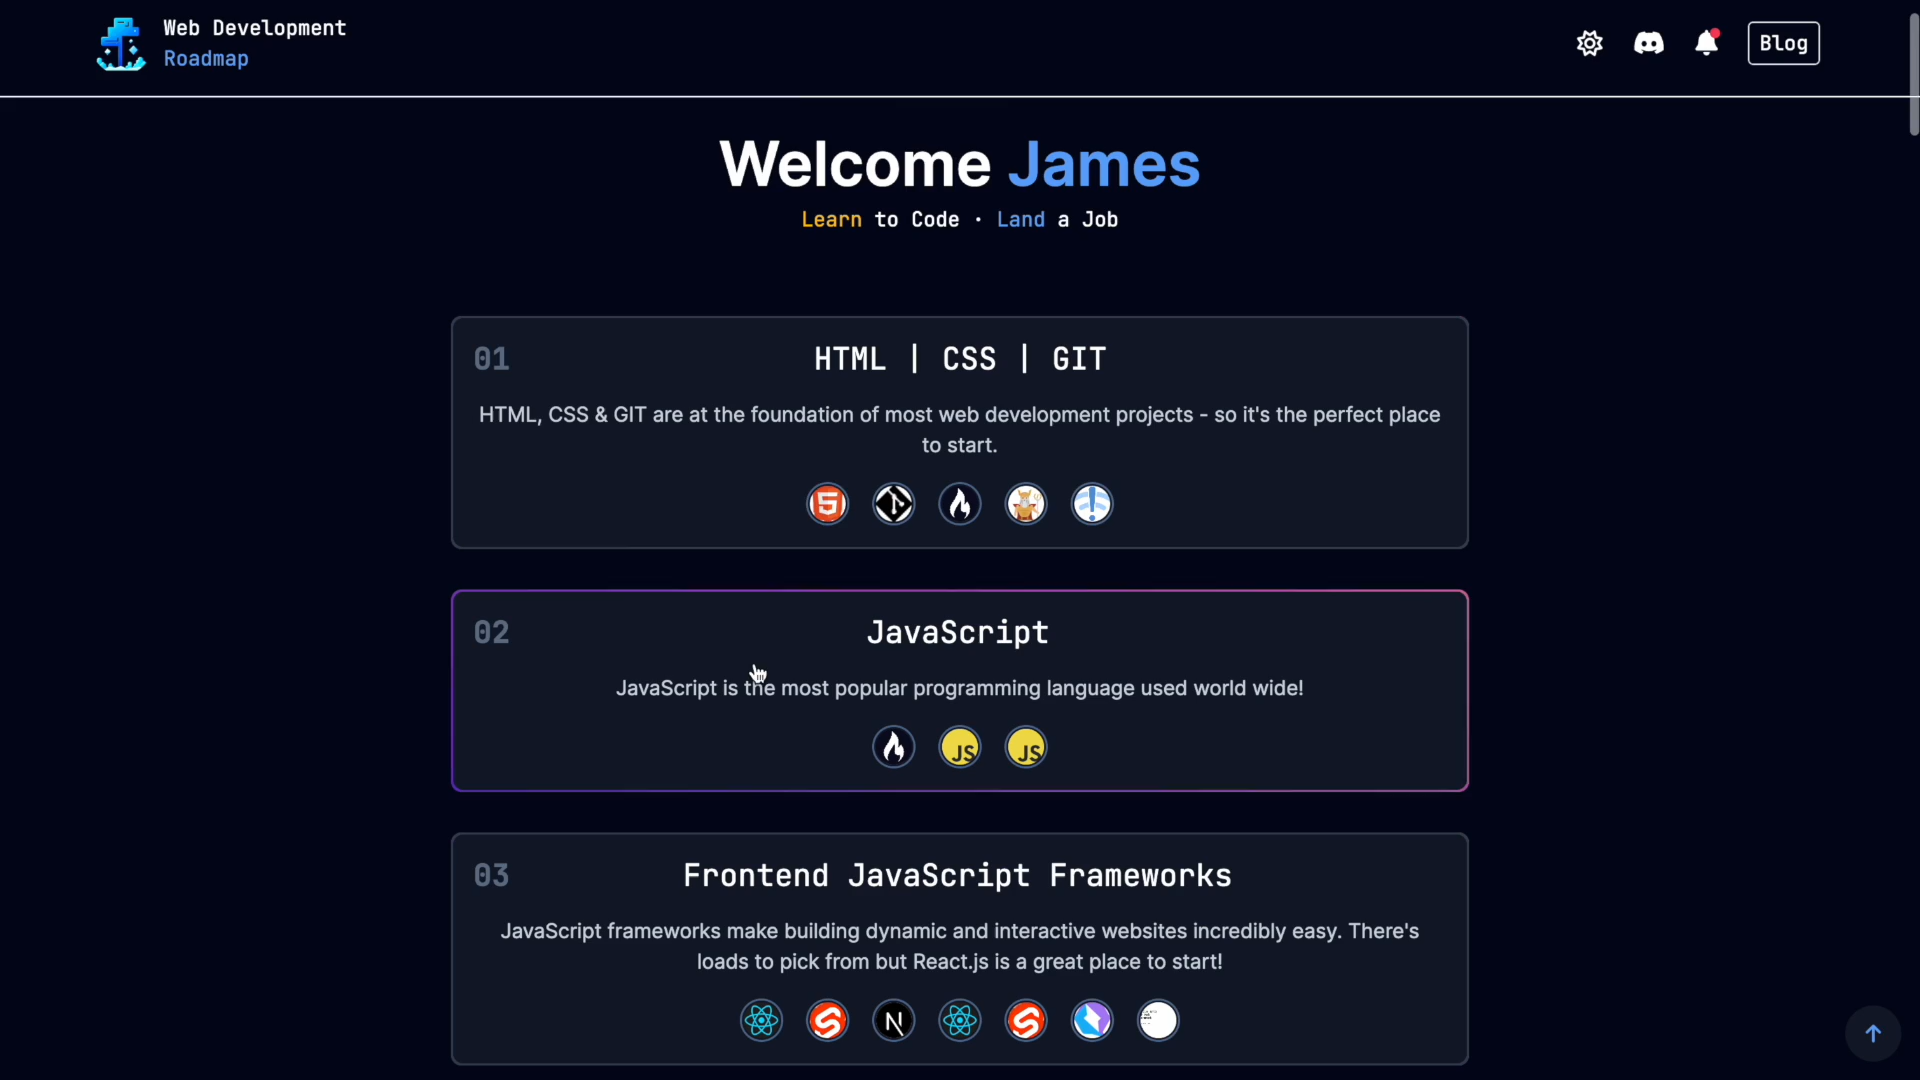 Web Development
Roadmap
Blog
Welcome James
Learn to Code · Land a Job
01
HTML | CSS | GIT
HTML, CSS & GIT are at the foundation of most web development projects - so it's the perfect place
to start.
02
JavaScript
JavaScript is the most popular programming language used world wide!
JS
JS
03
Frontend JavaScript Frameworks
JavaScript frameworks make building dynamic and interactive websites incredibly easy. There's
loads to pick from but React.js is a great place to start!
N